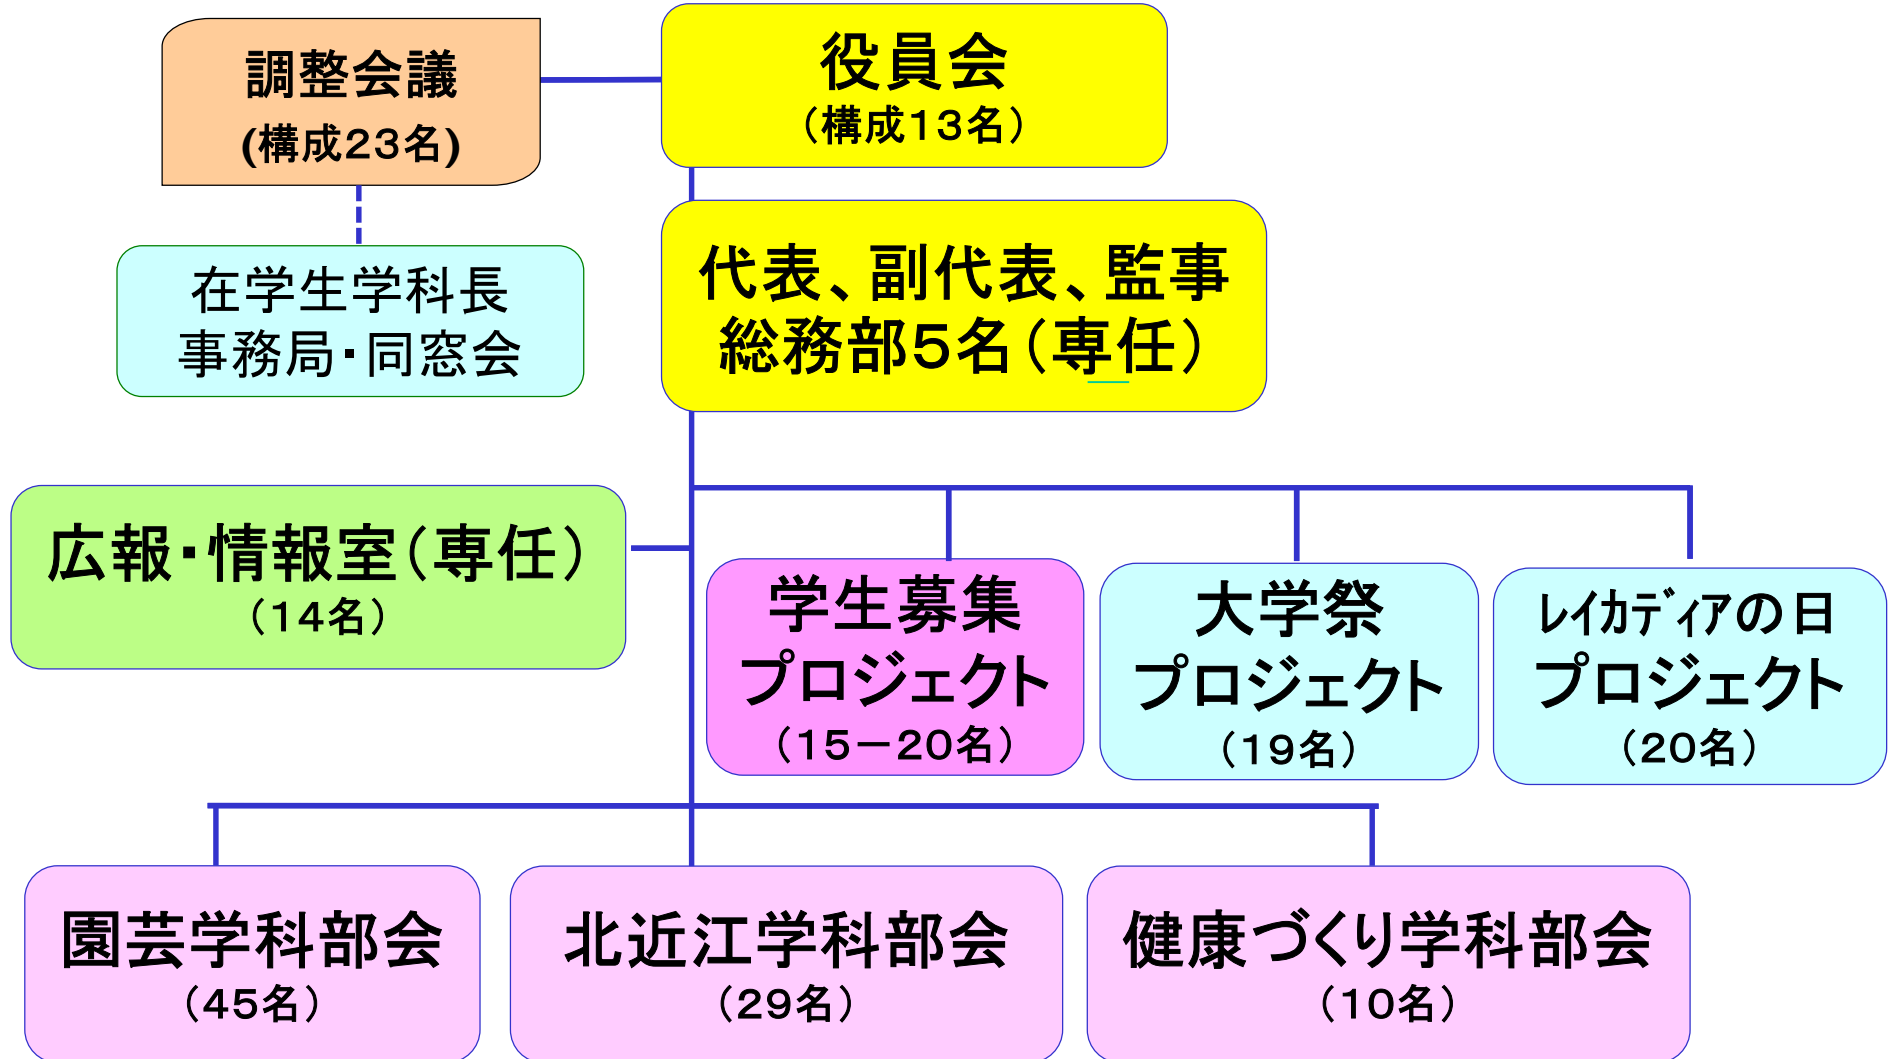 調整会議
(構成23名)
役員会
（構成13名）
在学生学科長
事務局・同窓会
代表、副代表、監事
総務部5名（専任）
広報・情報室（専任）
（14名）
学生募集
プロジェクト
（15－20名）
大学祭
プロジェクト
（19名）
ﾚｲｶﾃﾞｨｱの日
プロジェクト
（20名）
園芸学科部会
（45名）
北近江学科部会
（29名）
健康づくり学科部会
（10名）